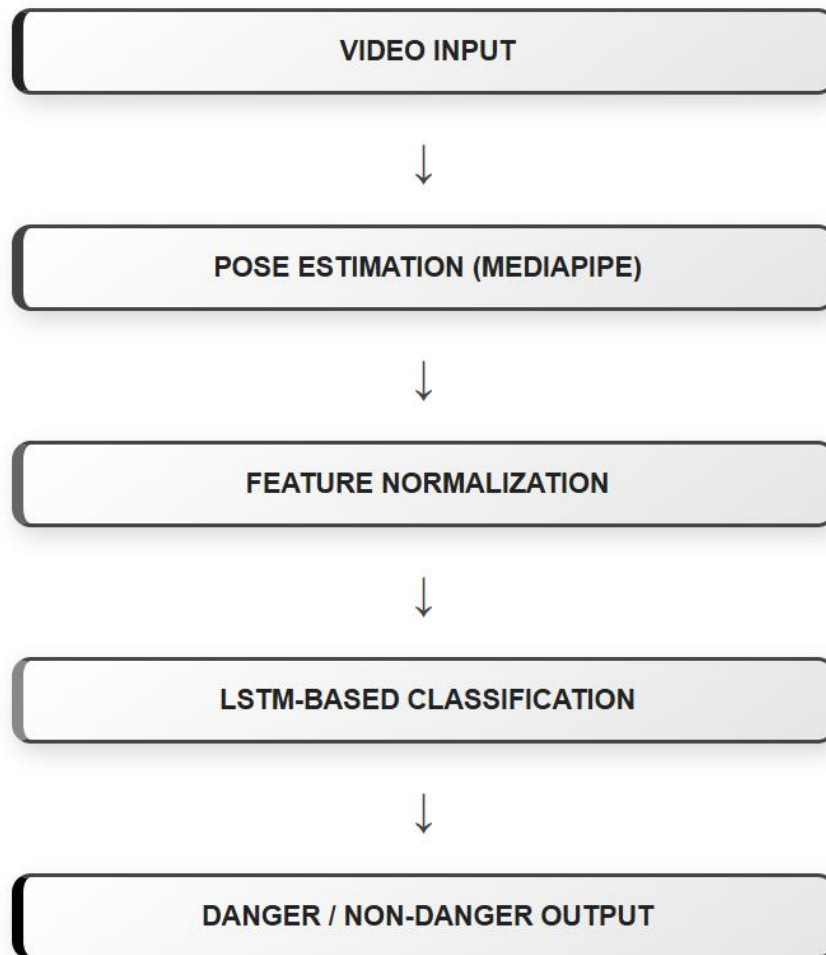 VIDEO INPUT
↓
POSE ESTIMATION (MEDIAPIPE)
↓
FEATURE NORMALIZATION
↓
LSTM-BASED CLASSIFICATION
↓
DANGER / NON-DANGER OUTPUT